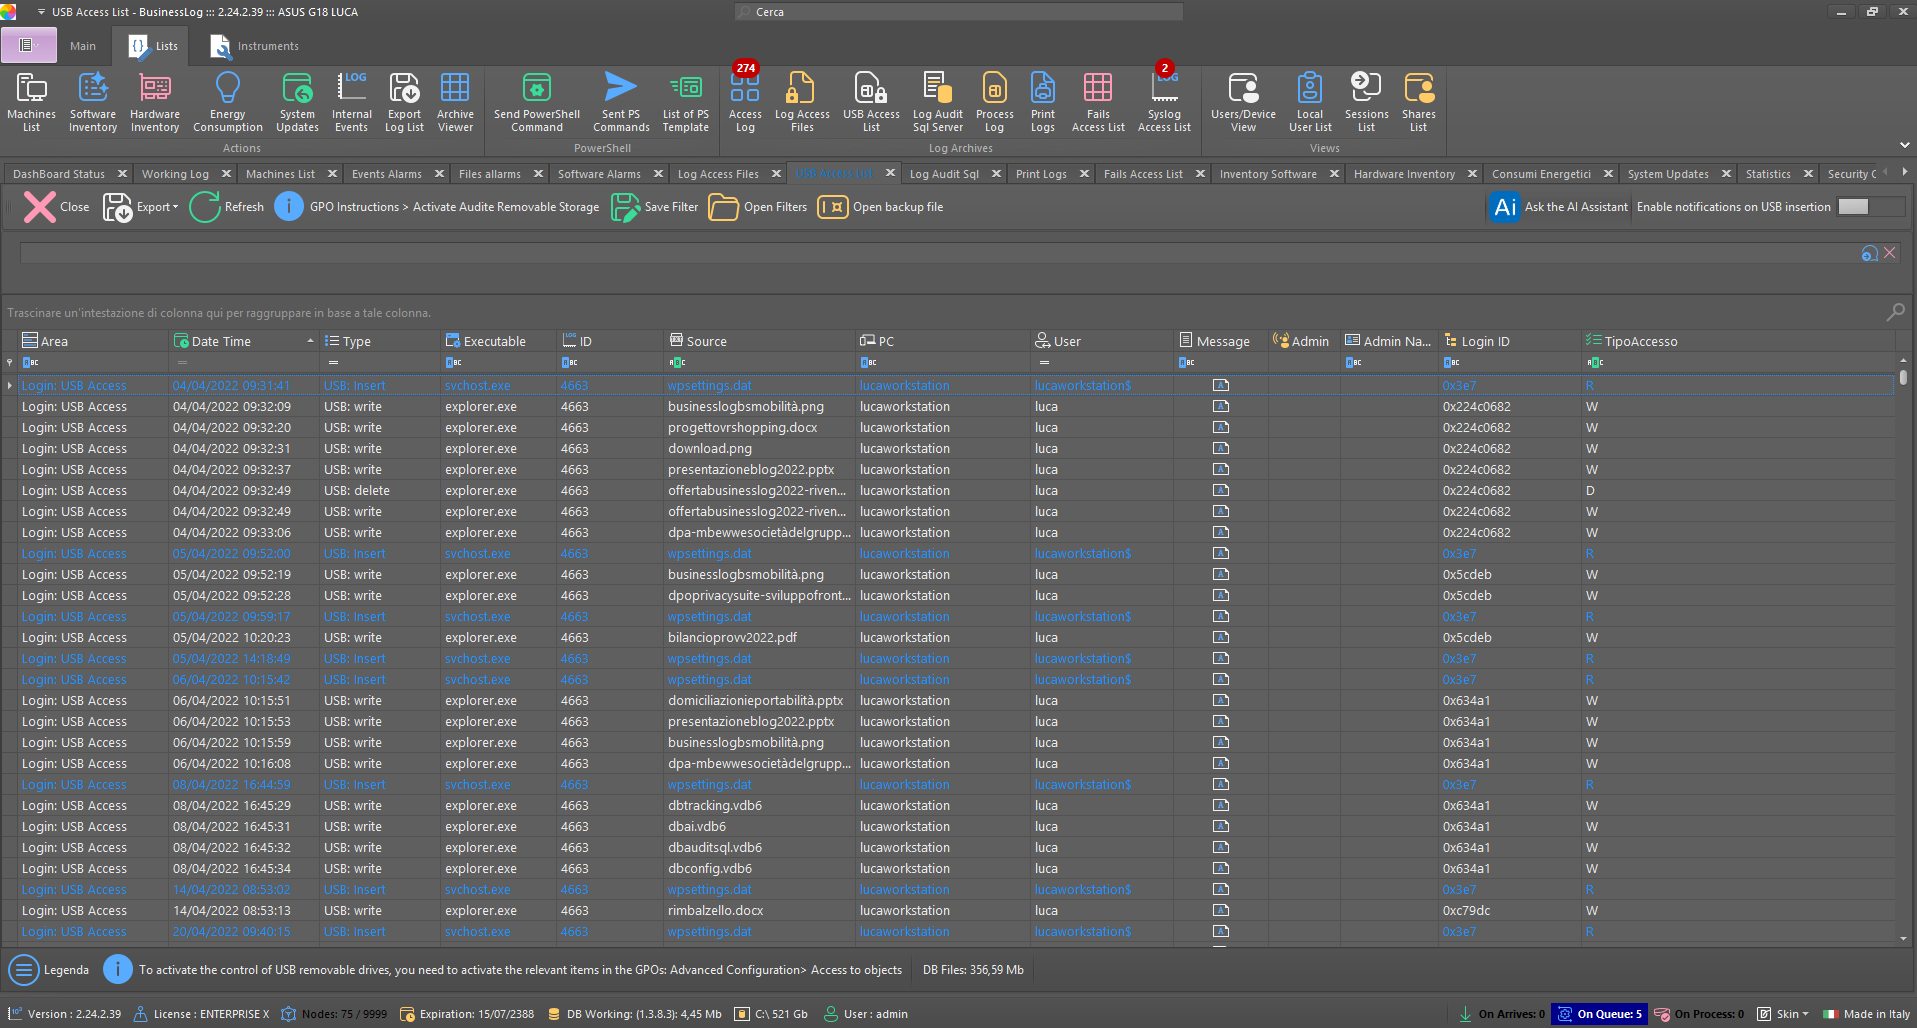 USB Access List - BusinessLog ::: 2.24.2.39 ::: ASUS G18 LUCA
Cerca
Main
Lists
Instruments
Machines List
Software Inventory
Hardware Inventory
Energy Consumption
System Updates
LOG
Internal Events
Export Log List
Archive Viewer
Send PowerShell Command
Sent PS Commands
List of PS Template
274
Access Log
Log Access Files
USB Access List
Log Audit Sql Server
Process Log
Print Logs
Fails Access List
2
Syslog Access List
Users/Device View
Local User List
Sessions List
Shares List
Actions
PowerShell
Log Archives
Views
DashBoard Status
Working Log
Machines List
Events Alarms
Files allarms
Software Alarms
Log Access Files
USB Access List
Log Audit Sql
Print Logs
Fails Access List
Inventory Software
Hardware Inventory
Consumi Energetici
System Updates
Statistics
Security C
Close
Export
Refresh
GPO Instructions > Activate Audite Removable Storage
Save Filter
Open Filters
Open backup file
Ai Ask the AI Assistant
Enable notifications on USB insertion
Trascinare un'intestazione di colonna qui per raggruppare in base a tale colonna.
Area Date Time Type Executable ID Source PC User Message Admin Admin Na... Login ID TipoAccesso
Login: USB Access 04/04/2022 09:31:41 USB: Insert svchost.exe 4663 wpsettings.dat lucaworkstation lucaworkstation$ 0x3e7 R
Login: USB Access 04/04/2022 09:32:09 USB: write explorer.exe 4663 businesslogbsmobilità.png lucaworkstation luca 0x224c0682 W
Login: USB Access 04/04/2022 09:32:20 USB: write explorer.exe 4663 progettovrshopping.docx lucaworkstation luca 0x224c0682 W
Login: USB Access 04/04/2022 09:32:31 USB: write explorer.exe 4663 download.png lucaworkstation luca 0x224c0682 W
Login: USB Access 04/04/2022 09:32:37 USB: write explorer.exe 4663 presentazioneblog2022.pptx lucaworkstation luca 0x224c0682 W
Login: USB Access 04/04/2022 09:32:49 USB: delete explorer.exe 4663 offertabusinesslog2022-riven... lucaworkstation luca 0x224c0682 D
Login: USB Access 04/04/2022 09:32:49 USB: write explorer.exe 4663 offertabusinesslog2022-riven... lucaworkstation luca 0x224c0682 W
Login: USB Access 04/04/2022 09:33:06 USB: write explorer.exe 4663 dpa-mbewwesocietàdelgrupp... lucaworkstation luca 0x224c0682 W
Login: USB Access 05/04/2022 09:52:00 USB: Insert svchost.exe 4663 wpsettings.dat lucaworkstation lucaworkstation$ 0x3e7 R
Login: USB Access 05/04/2022 09:52:19 USB: write explorer.exe 4663 businesslogbsmobilità.png lucaworkstation luca 0x5cdeb W
Login: USB Access 05/04/2022 09:52:28 USB: write explorer.exe 4663 dpoprivacysuite-sviluppofront... lucaworkstation luca 0x5cdeb W
Login: USB Access 05/04/2022 09:59:17 USB: Insert svchost.exe 4663 wpsettings.dat lucaworkstation lucaworkstation$ 0x3e7 R
Login: USB Access 05/04/2022 10:20:23 USB: write explorer.exe 4663 bilancioprovv2022.pdf lucaworkstation luca 0x5cdeb W
Login: USB Access 05/04/2022 14:18:49 USB: Insert svchost.exe 4663 wpsettings.dat lucaworkstation lucaworkstation$ 0x3e7 R
Login: USB Access 06/04/2022 10:15:42 USB: Insert svchost.exe 4663 wpsettings.dat lucaworkstation lucaworkstation$ 0x3e7 R
Login: USB Access 06/04/2022 10:15:51 USB: write explorer.exe 4663 domiciliazionieportabilità.pptx lucaworkstation luca 0x634a1 W
Login: USB Access 06/04/2022 10:15:53 USB: write explorer.exe 4663 presentazioneblog2022.pptx lucaworkstation luca 0x634a1 W
Login: USB Access 06/04/2022 10:15:59 USB: write explorer.exe 4663 businesslogbsmobilità.png lucaworkstation luca 0x634a1 W
Login: USB Access 06/04/2022 10:16:08 USB: write explorer.exe 4663 dpa-mbewwesocietàdelgrupp... lucaworkstation luca 0x634a1 W
Login: USB Access 08/04/2022 16:44:59 USB: Insert svchost.exe 4663 wpsettings.dat lucaworkstation lucaworkstation$ 0x3e7 R
Login: USB Access 08/04/2022 16:45:29 USB: write explorer.exe 4663 dbtracking.vdb6 lucaworkstation luca 0x634a1 W
Login: USB Access 08/04/2022 16:45:31 USB: write explorer.exe 4663 dbai.vdb6 lucaworkstation luca 0x634a1 W
Login: USB Access 08/04/2022 16:45:32 USB: write explorer.exe 4663 dbauditsql.vdb6 lucaworkstation luca 0x634a1 W
Login: USB Access 08/04/2022 16:45:34 USB: write explorer.exe 4663 dbconfig.vdb6 lucaworkstation luca 0x634a1 W
Login: USB Access 14/04/2022 08:53:02 USB: Insert svchost.exe 4663 wpsettings.dat lucaworkstation lucaworkstation$ 0x3e7 R
Login: USB Access 14/04/2022 08:53:13 USB: write explorer.exe 4663 rimbalzello.docx lucaworkstation luca 0xc79dc W
Login: USB Access 20/04/2022 09:40:15 USB: Insert svchost.exe 4663 wpsettings.dat lucaworkstation lucaworkstation$ 0x3e7 R
Legenda
To activate the control of USB removable drives, you need to activate the relevant items in the GPOs: Advanced Configuration> Access to objects
DB Files: 356,59 Mb
Version : 2.24.2.39
License : ENTERPRISE X
Nodes: 75 / 9999
Expiration: 15/07/2388
DB Working: (1.3.8.3): 4,45 Mb
C:\ 521 Gb
User : admin
On Arrives: 0
On Queue: 5
On Process: 0
Skin
Made in Italy